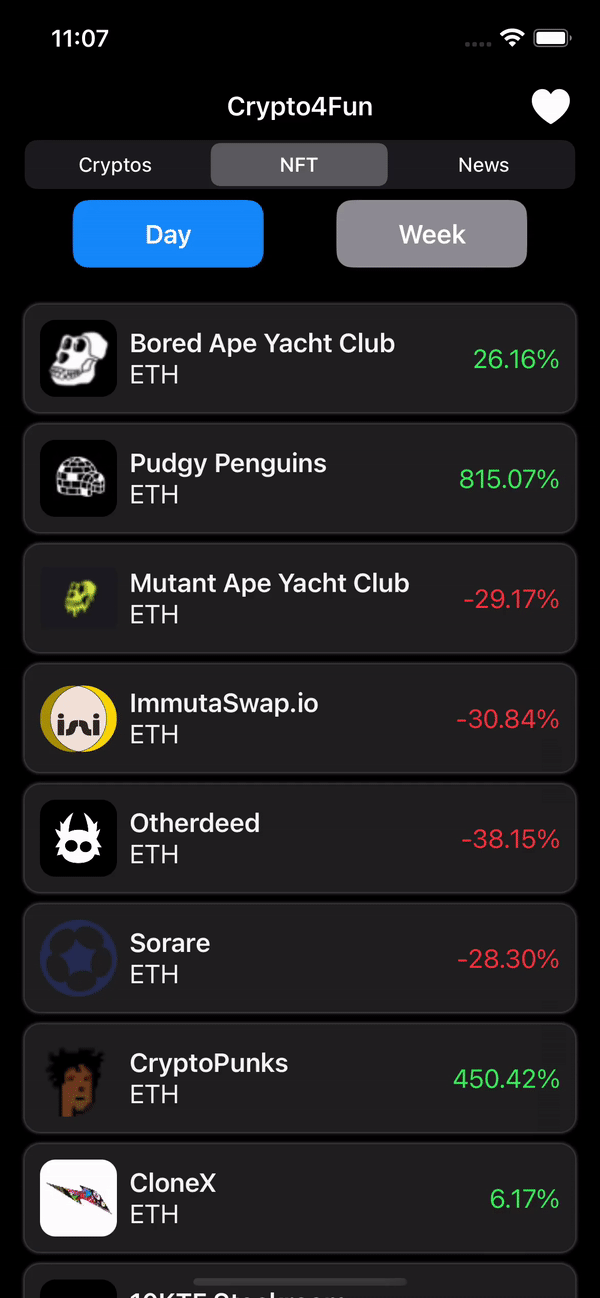 11:07
Crypto4Fun
Cryptos NFT News
Day Week
Bored Ape Yacht Club
ETH
26.16%
Pudgy Penguins
ETH
815.07%
Mutant Ape Yacht Club
ETH
-29.17%
ImmutaSwap.io
ETH
-30.84%
Otherdeed
ETH
-38.15%
Sorare
ETH
-28.30%
CryptoPunks
ETH
450.42%
CloneX
ETH
6.17%